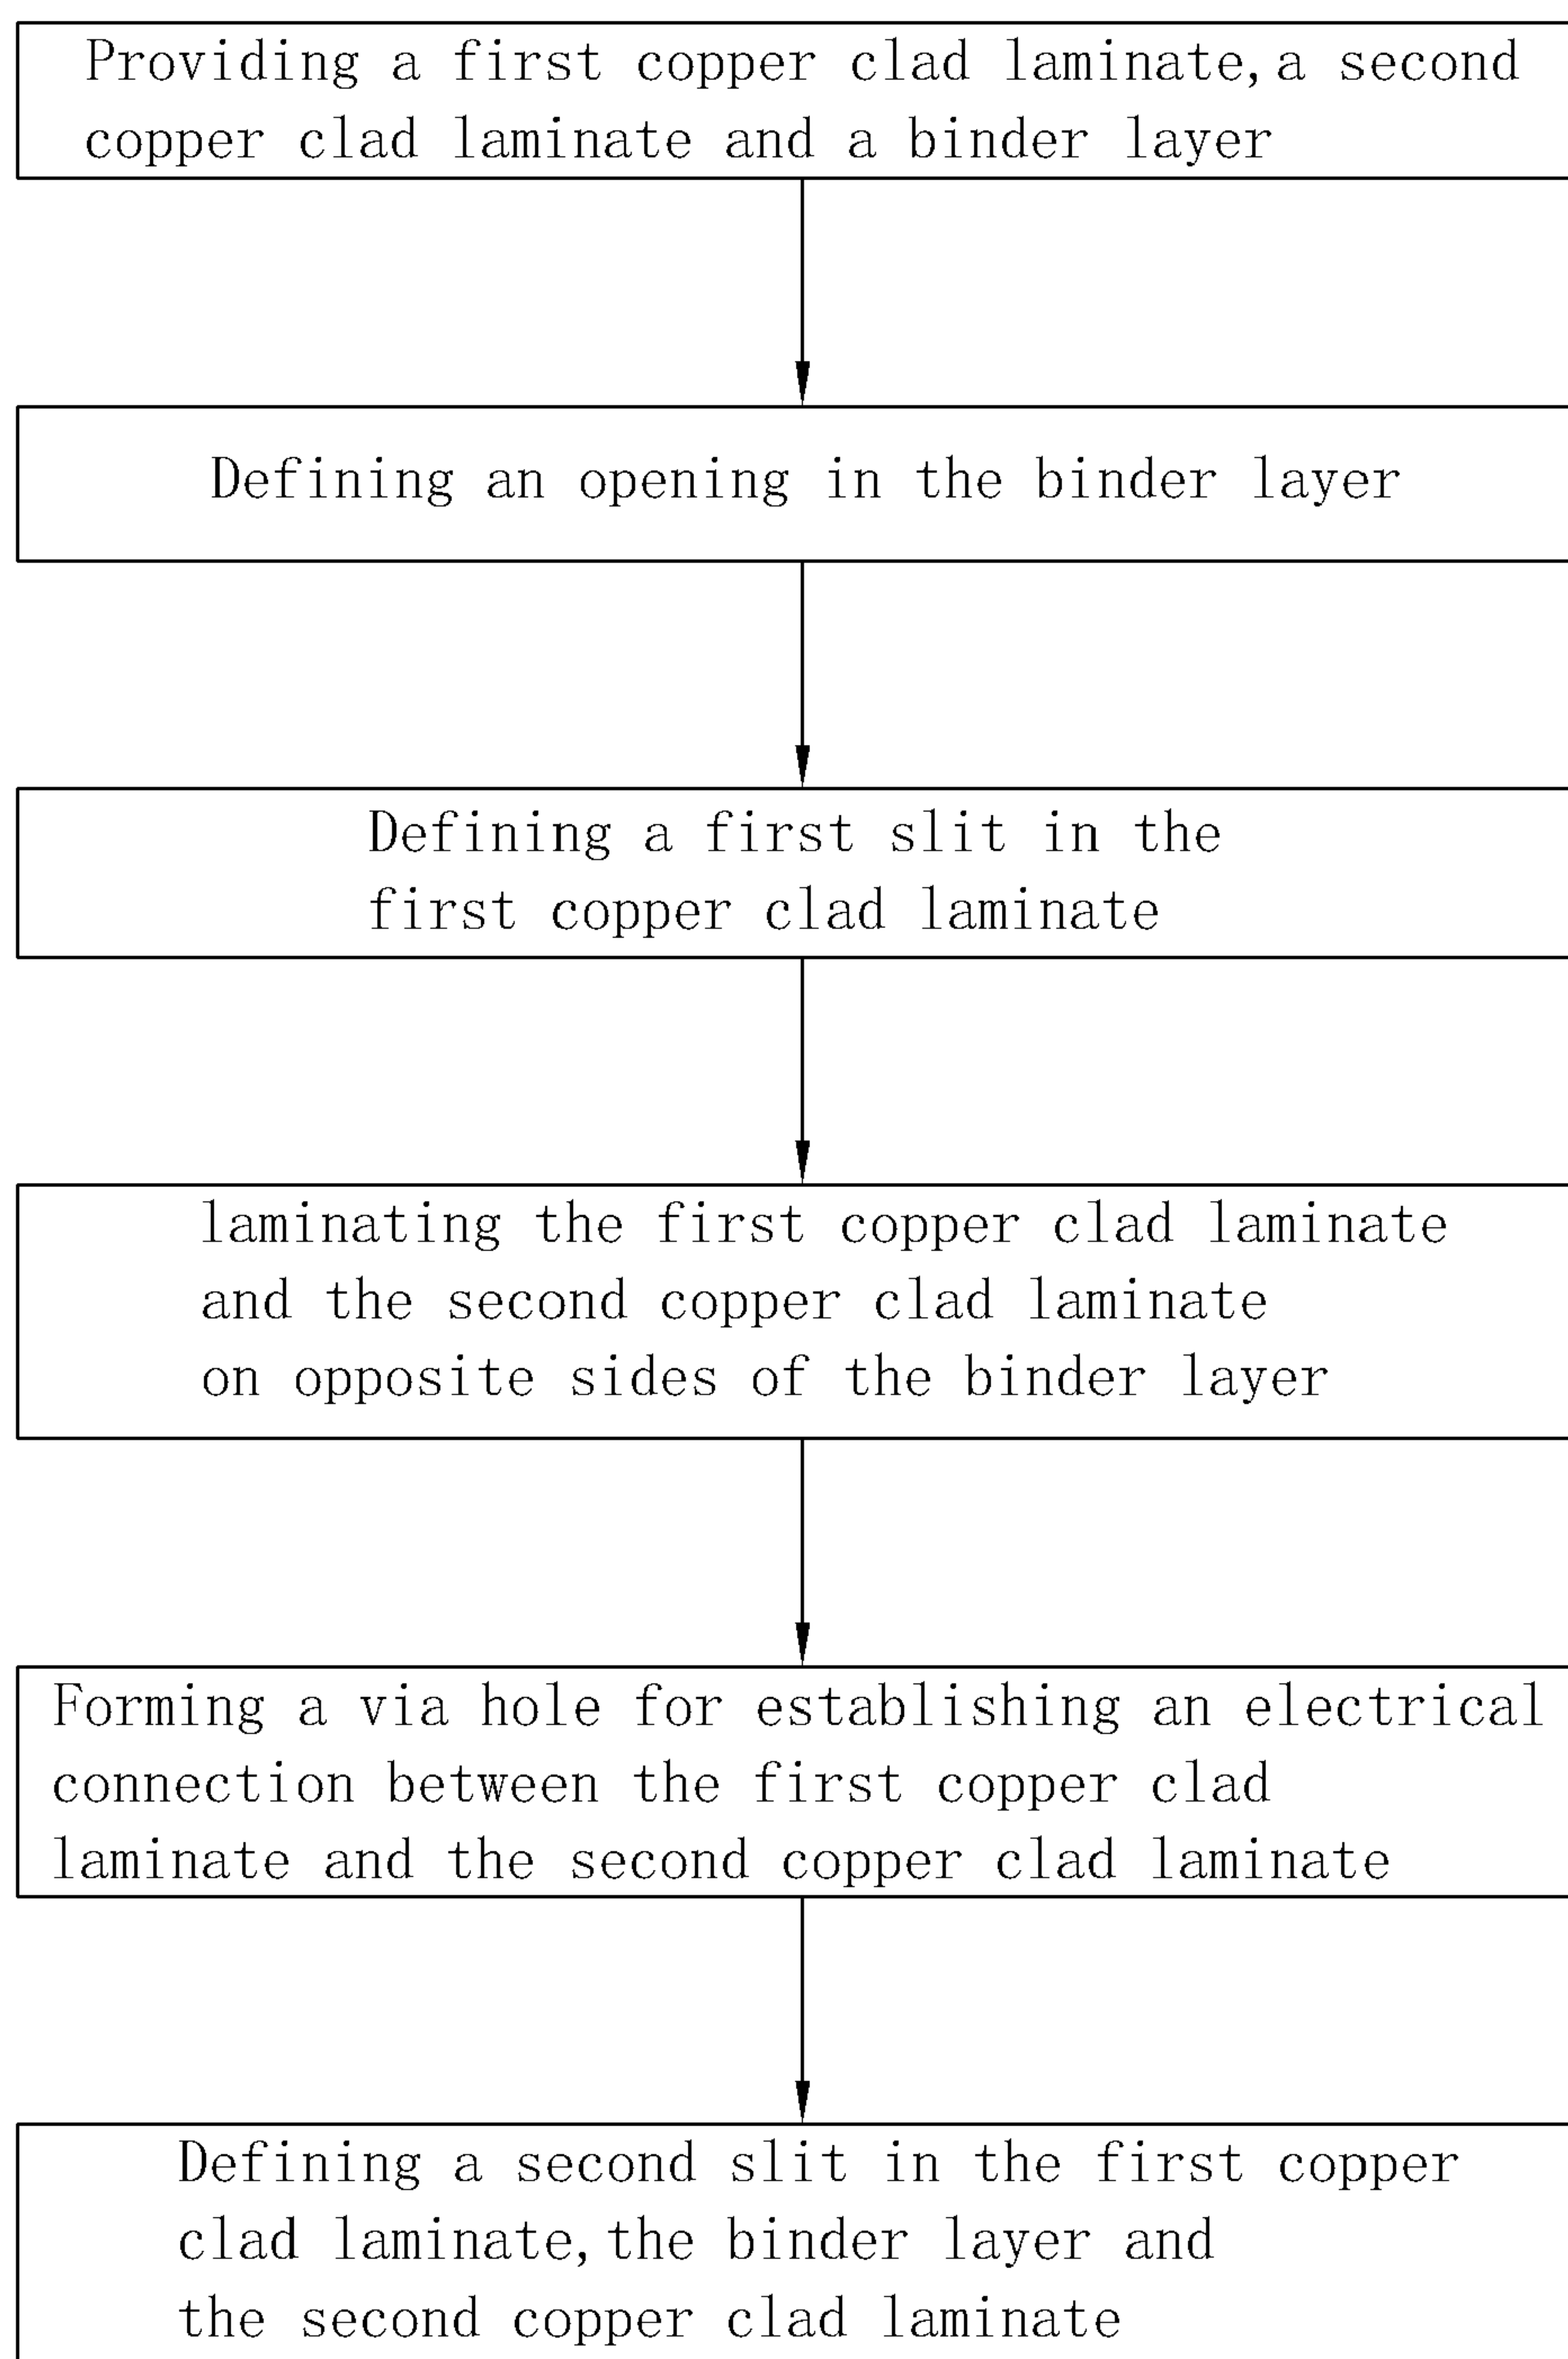 Providing a first copper clad laminate,a second
copper clad laminate and a binder layer
Defining an opening in the binder layer
Defining a first slit in the
first copper clad laminate
laminating the first copper clad laminate
and the second copper clad laminate
on opposite sides of the binder layer
Forming a via hole for establishing an electrical
connection between the first copper clad
laminate and the second copper clad laminate
Defining a second slit in the first copper
clad laminate,the binder layer and
the second copper clad laminate